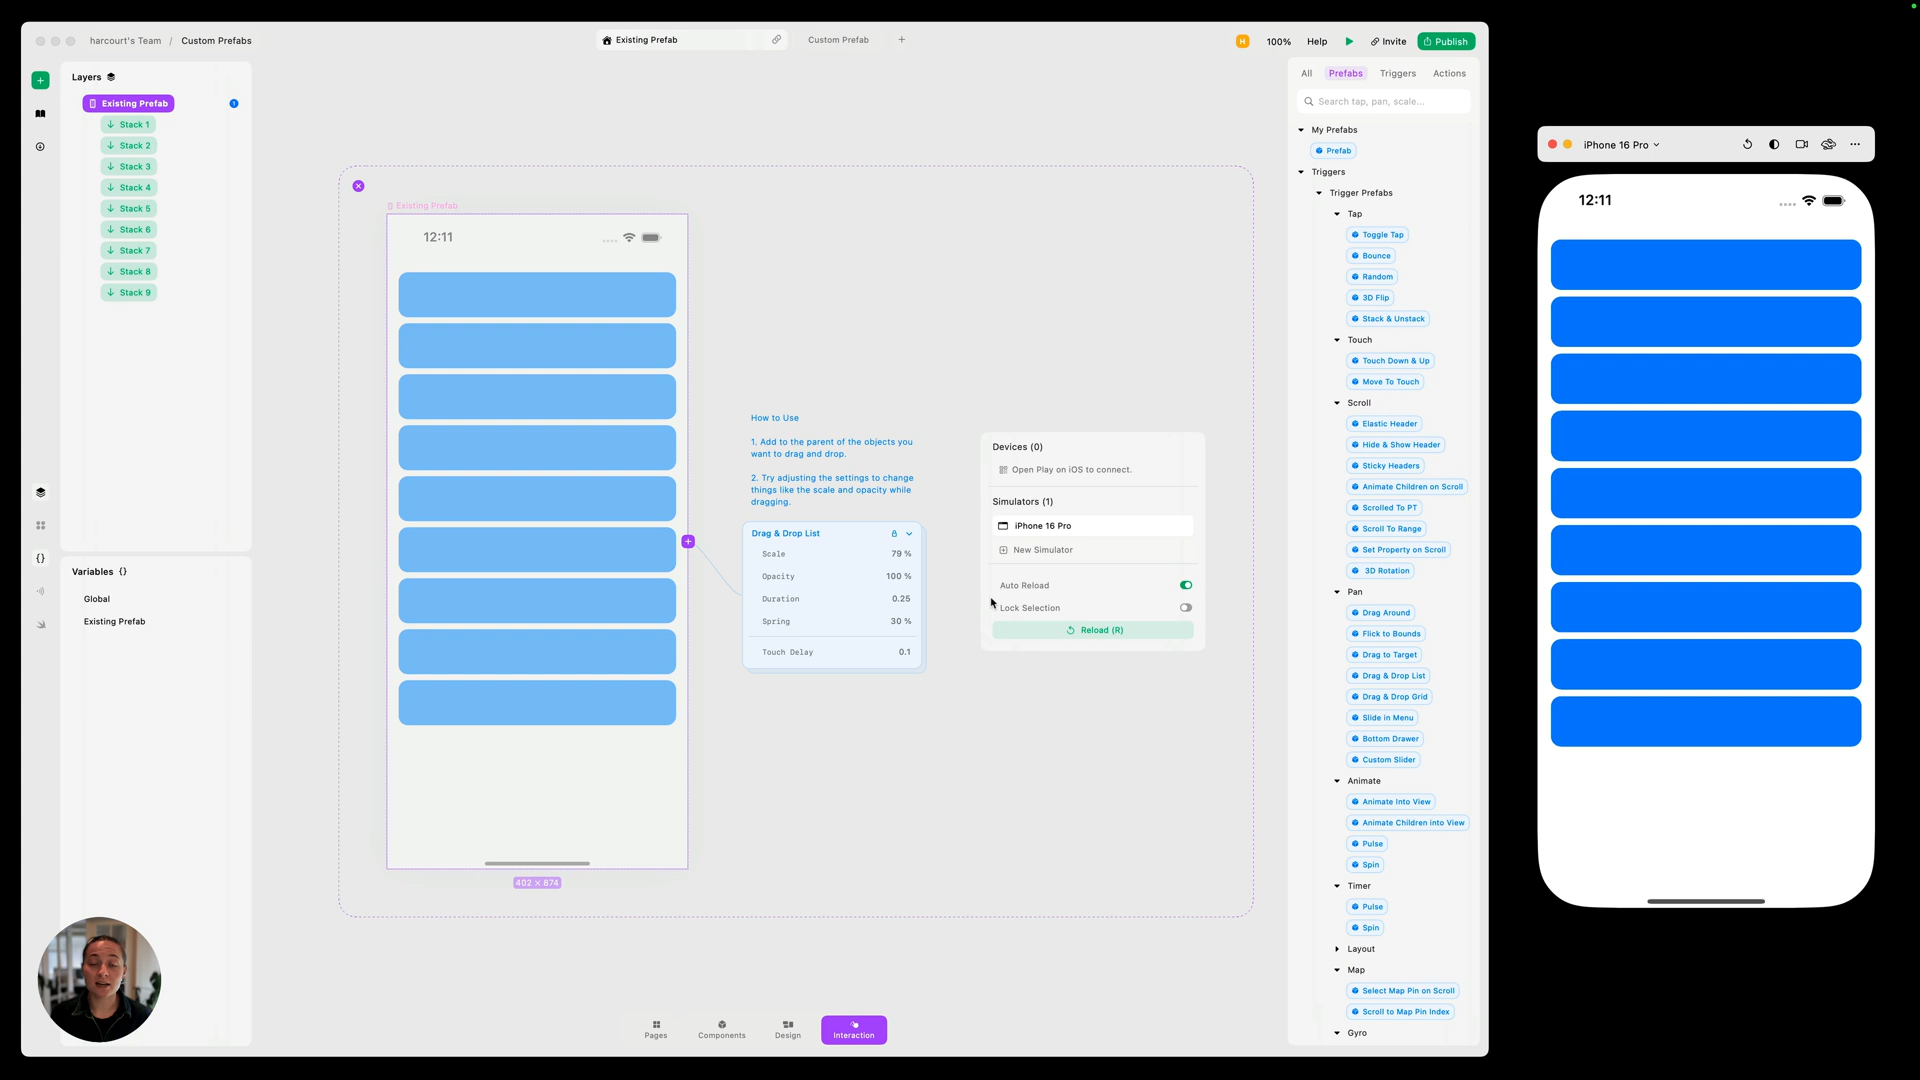 harcourt's Team / Custom Prefabs
Existing Prefab
Custom Prefab
H
100%
Help
Invite
Publish
Layers
Existing Prefab
1
Stack 1
Stack 2
Stack 3
Stack 4
Stack 5
Stack 6
Stack 7
Stack 8
Stack 9
Variables {}
Global
Existing Prefab
Existing Prefab
12:11
402 × 874
How to Use
1. Add to the parent of the objects you
want to drag and drop.
2. Try adjusting the settings to change
things like the scale and opacity while
dragging.
Drag & Drop List
Scale 79 %
Opacity 100 %
Duration 0.25
Spring 30 %
Touch Delay 0.1
Devices (0)
Open Play on iOS to connect.
Simulators (1)
iPhone 16 Pro
New Simulator
Auto Reload
Lock Selection
Reload (R)
Pages
Components
Design
Interaction
All
Prefabs
Triggers
Actions
Search tap, pan, scale...
My Prefabs
Prefab
Triggers
Trigger Prefabs
Tap
Toggle Tap
Bounce
Random
3D Flip
Stack & Unstack
Touch
Touch Down & Up
Move To Touch
Scroll
Elastic Header
Hide & Show Header
Sticky Headers
Animate Children on Scroll
Scrolled To PT
Scroll To Range
Set Property on Scroll
3D Rotation
Pan
Drag Around
Flick to Bounds
Drag to Target
Drag & Drop List
Drag & Drop Grid
Slide in Menu
Bottom Drawer
Custom Slider
Animate
Animate Into View
Animate Children into View
Pulse
Spin
Timer
Pulse
Spin
Layout
Map
Select Map Pin on Scroll
Scroll to Map Pin Index
Gyro
iPhone 16 Pro
12:11